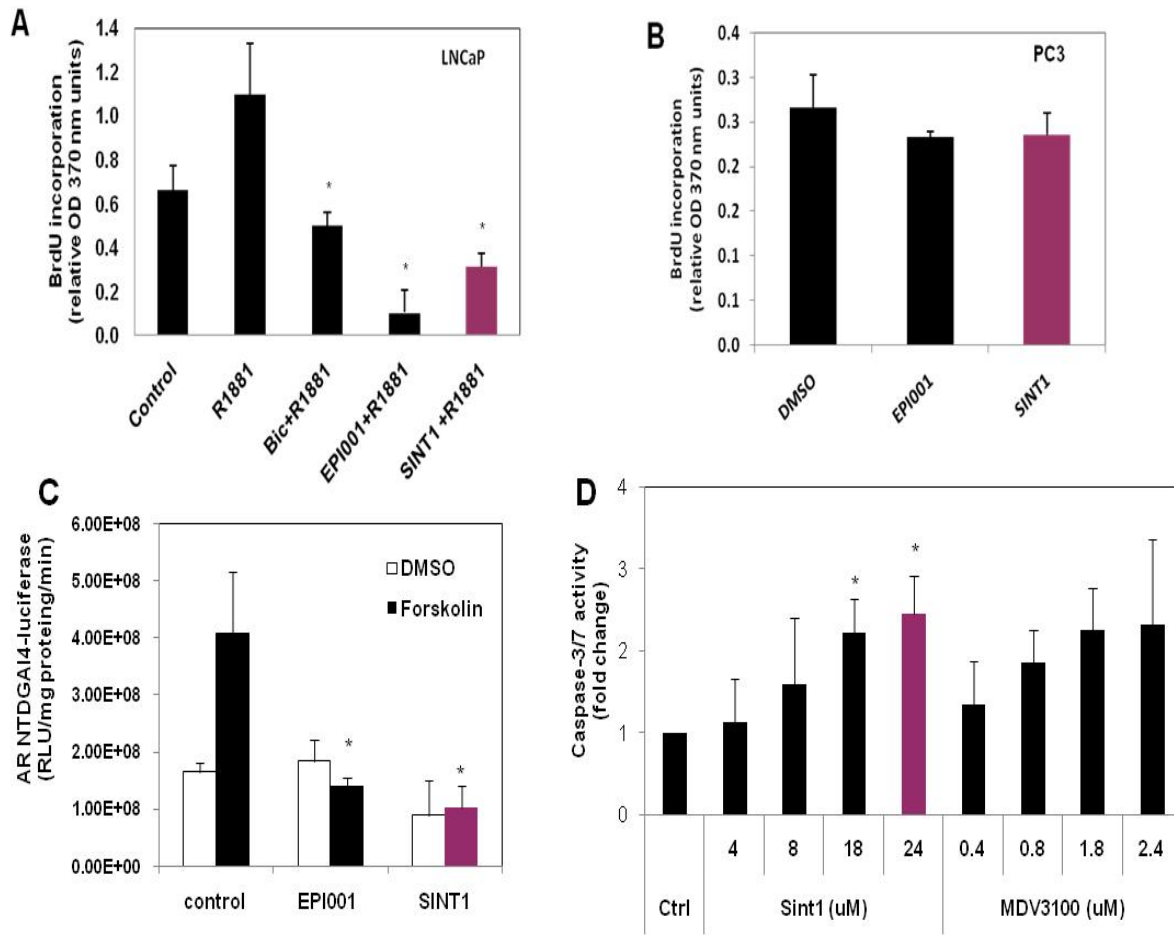 A
LNCaP
BrdU incorporation
(relative OD 370 nm units)
1.4
1.2
1.0
0.8
0.6
0.4
0.2
0.0
*
*
*
Control
R1881
Bic+R1881
EPI001+R1881
SINT1 +R1881
B
PC3
BrdU incorporation
(relative OD 370 nm units)
0.4
0.3
0.3
0.2
0.2
0.1
0.1
0.0
DMSO
EPI001
SINT1
C
AR NTDGAl4-luciferase
(RLU/mg proteing/min)
6.00E+08
5.00E+08
4.00E+08
3.00E+08
2.00E+08
1.00E+08
0.00E+00
DMSO
Forskolin
*
*
control EPI001 SINT1
D
Caspase-3/7 activity
(fold change)
4
3
2
1
0
*
*
4 8 18 24 0.4 0.8 1.8 2.4
Ctrl Sint1 (uM) MDV3100 (uM)